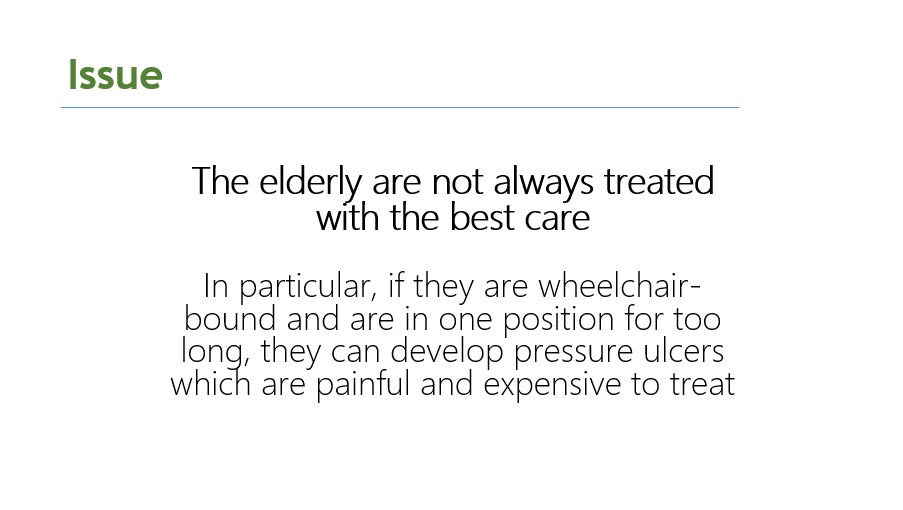 Issue
The elderly are not always treated
with the best care
In particular, if they are wheelchair-
bound and are in one position for too
long, they can develop pressure ulcers
which are painful and expensive to treat